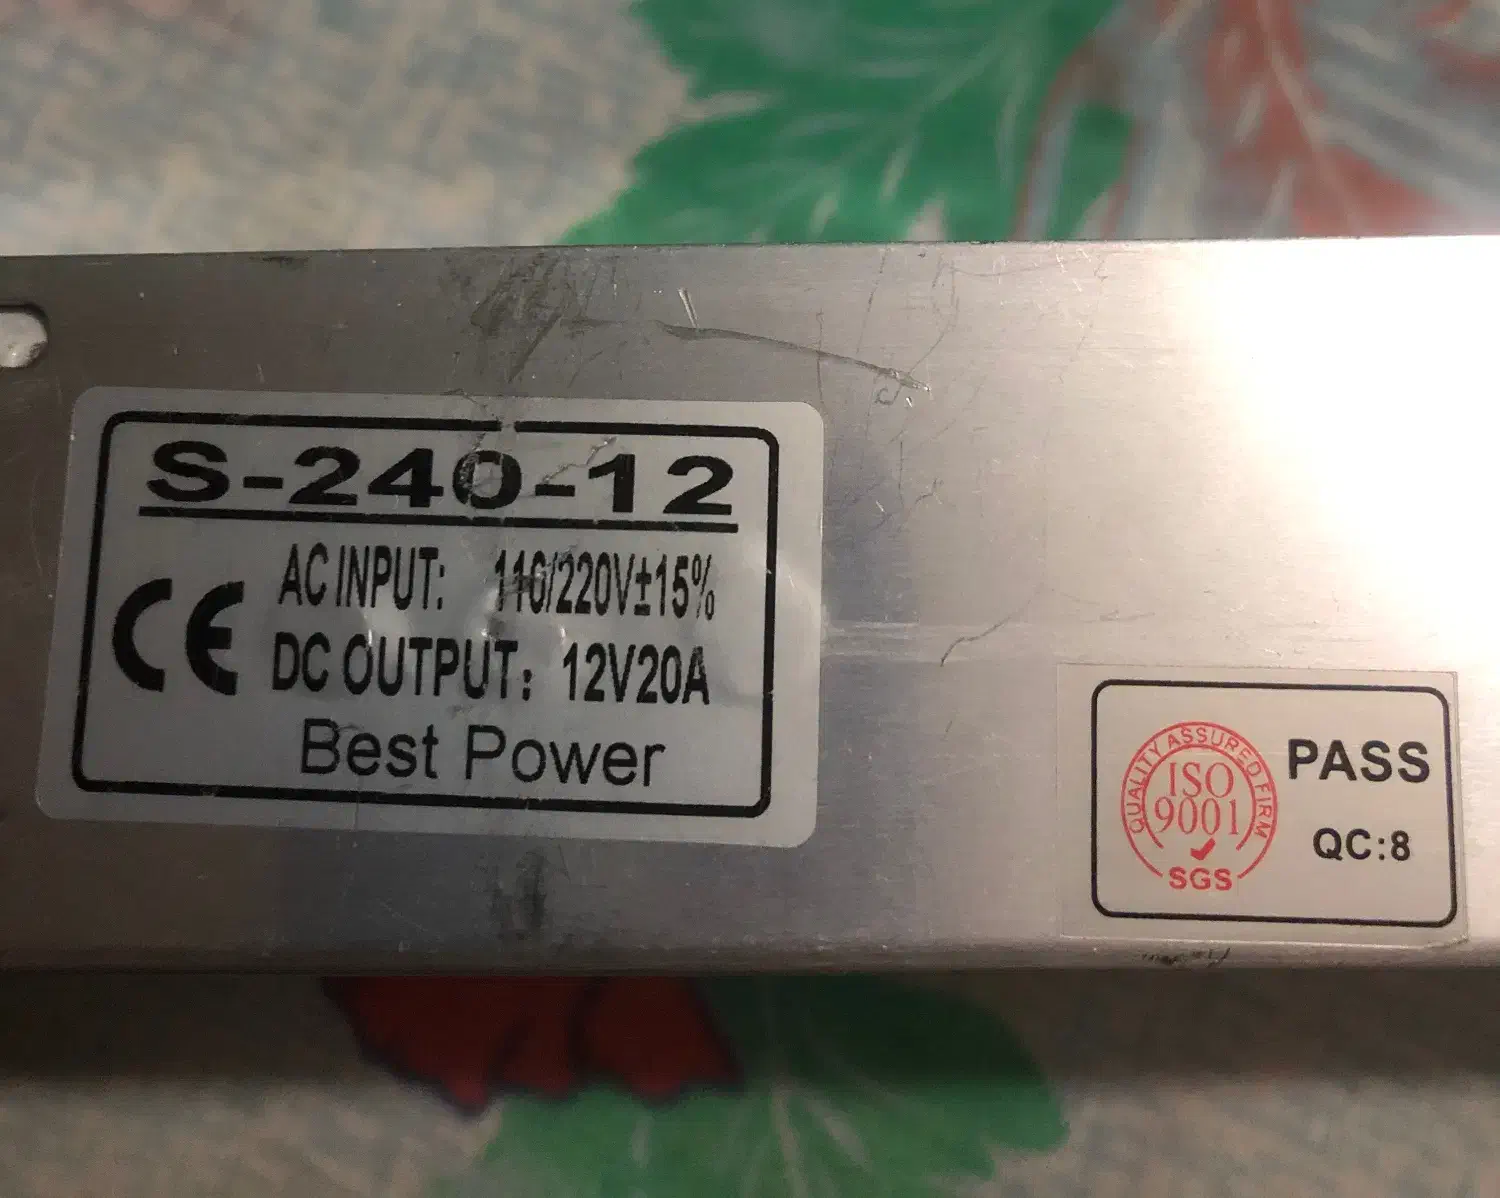 S-240-12
AC INPUT: 110/220V±15%
CE
DC OUTPUT: 12V20A
Best Power
QUALITY ASSURED FIRM
ISO
9001
SGS
PASS
QC:8